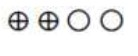 ⊕ ⊕ ○ ○